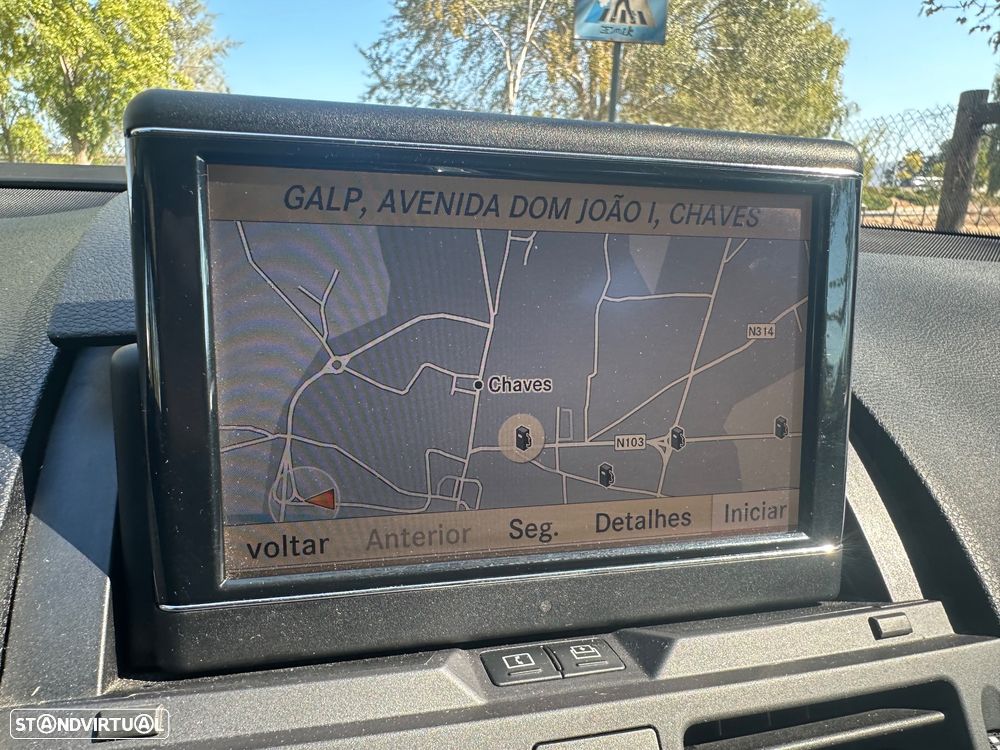 GALP, AVENIDA DOM JOÃO I, CHAVES
N314
Chaves
N103
voltar Anterior Seg. Detalhes Iniciar
STANDVIRTUAL